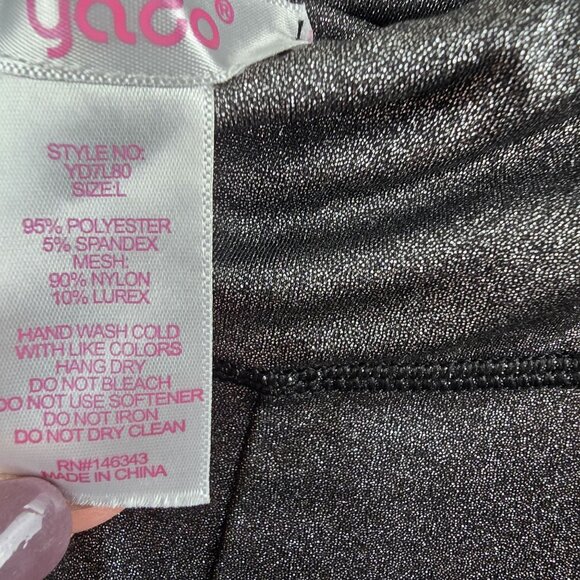 yaco®
L
STYLE NO:
YD7L80
SIZE:L
95% POLYESTER
5% SPANDEX
MESH:
90% NYLON
10% LUREX
HAND WASH COLD
WITH LIKE COLORS
HANG DRY
DO NOT BLEACH
DO NOT USE SOFTENER
DO NOT IRON
DO NOT DRY CLEAN
RN#146343
MADE IN CHINA